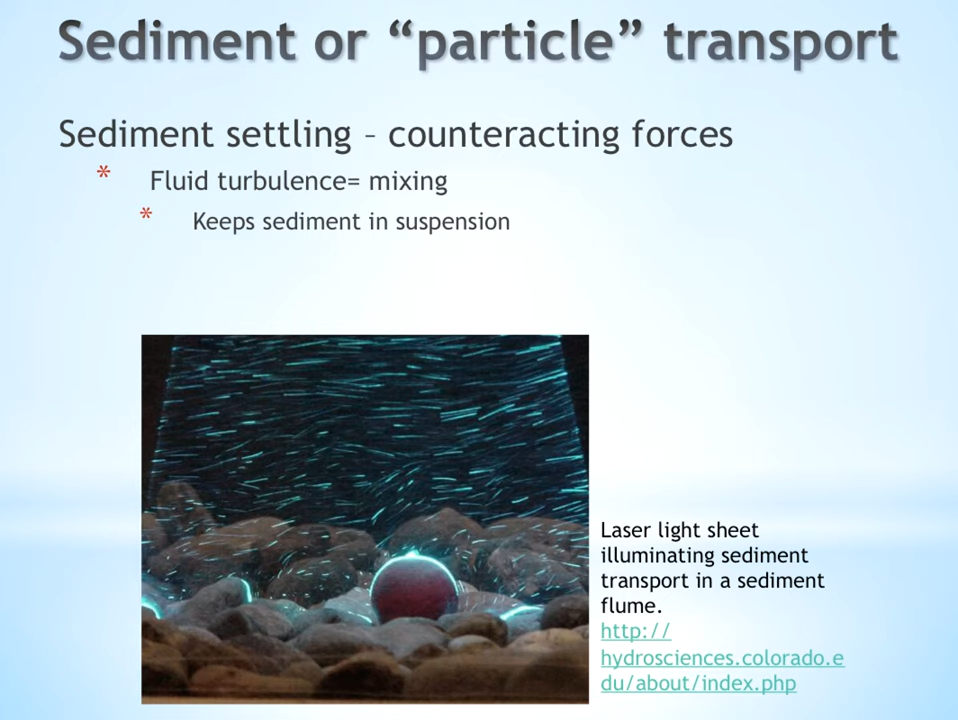 Sediment or “particle” transport
Sediment settling – counteracting forces
* Fluid turbulence= mixing
* Keeps sediment in suspension
Laser light sheet
illuminating sediment
transport in a sediment
flume.
http://
hydrosciences.colorado.e
du/about/index.php